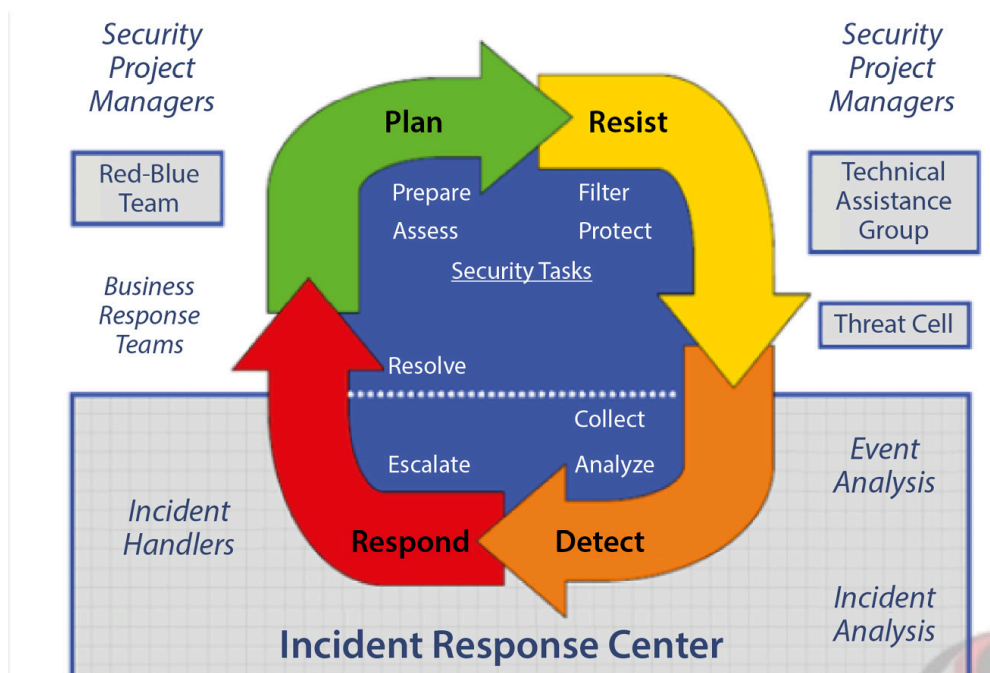 Security
Project
Managers
Security
Project
Managers
Plan
Resist
Red-Blue
Team
Technical
Assistance
Group
Prepare
Filter
Assess
Protect
Security Tasks
Business
Response
Teams
Threat Cell
Resolve
Collect
Escalate
Analyze
Event
Analysis
Incident
Handlers
Respond
Detect
Incident
Analysis
Incident Response Center